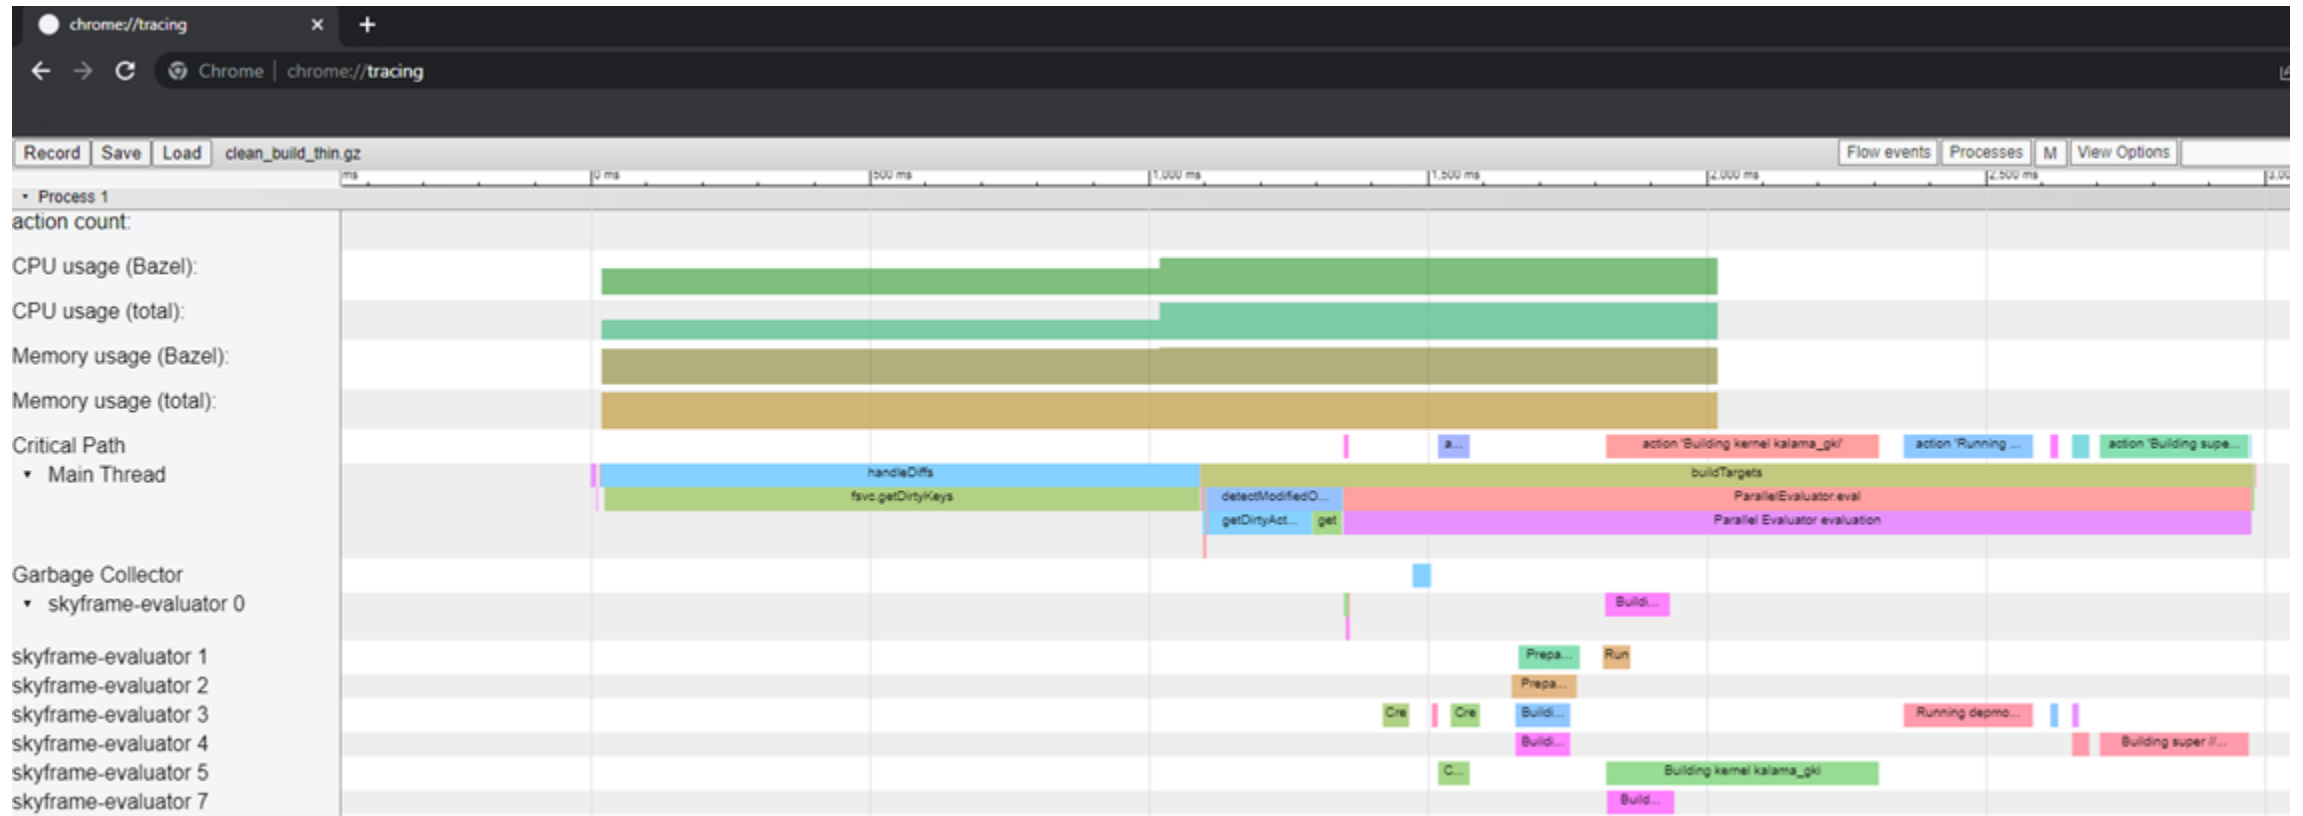 chrome://tracing
Chrome | chrome://tracing
Record Save Load clean_build_thin.gz Flow events Processes M View Options
ms 0 ms 500 ms 1,000 ms 1,500 ms 2,000 ms 2,500 ms 3,00
Process 1
action count:
CPU usage (Bazel):
CPU usage (total):
Memory usage (Bazel):
Memory usage (total):
Critical Path a... action 'Building kernel kalama_gki' action 'Running ... action 'Building supe...
Main Thread handleDiffs buildTargets
fsvc.getDirtyKeys detectModifiedO... ParallelEvaluator.eval
getDirtyAct... get Parallel Evaluator evaluation
Garbage Collector
skyframe-evaluator 0 Buildi...
skyframe-evaluator 1 Prepa... Run
skyframe-evaluator 2 Prepa...
skyframe-evaluator 3 Cre Cre Buildi... Running depmo...
skyframe-evaluator 4 Buildi... Building super //...
skyframe-evaluator 5 C... Building kernel kalama_gki
skyframe-evaluator 7 Build...